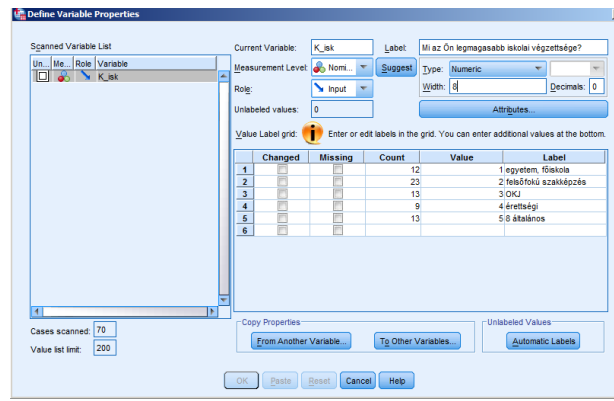 Define Variable Properties
Scanned Variable List
Un... Me... Role Variable
K_isk
Cases scanned: 70
Value list limit: 200
Current Variable: K_isk Label: Mi az Ön legmagasabb iskolai végzettsége?
Measurement Level: Nomi... Suggest Type: Numeric
Role: Input Width: 8 Decimals: 0
Unlabeled values: 0 Attributes...
Value Label grid: Enter or edit labels in the grid. You can enter additional values at the bottom.
Changed Missing Count Value Label
1 12 1 egyetem, főiskola
2 23 2 felsőfokú szakképzés
3 13 3 OKJ
4 9 4 érettségi
5 13 5 8 általános
6
Copy Properties
From Another Variable... To Other Variables...
Unlabeled Values
Automatic Labels
OK Paste Reset Cancel Help